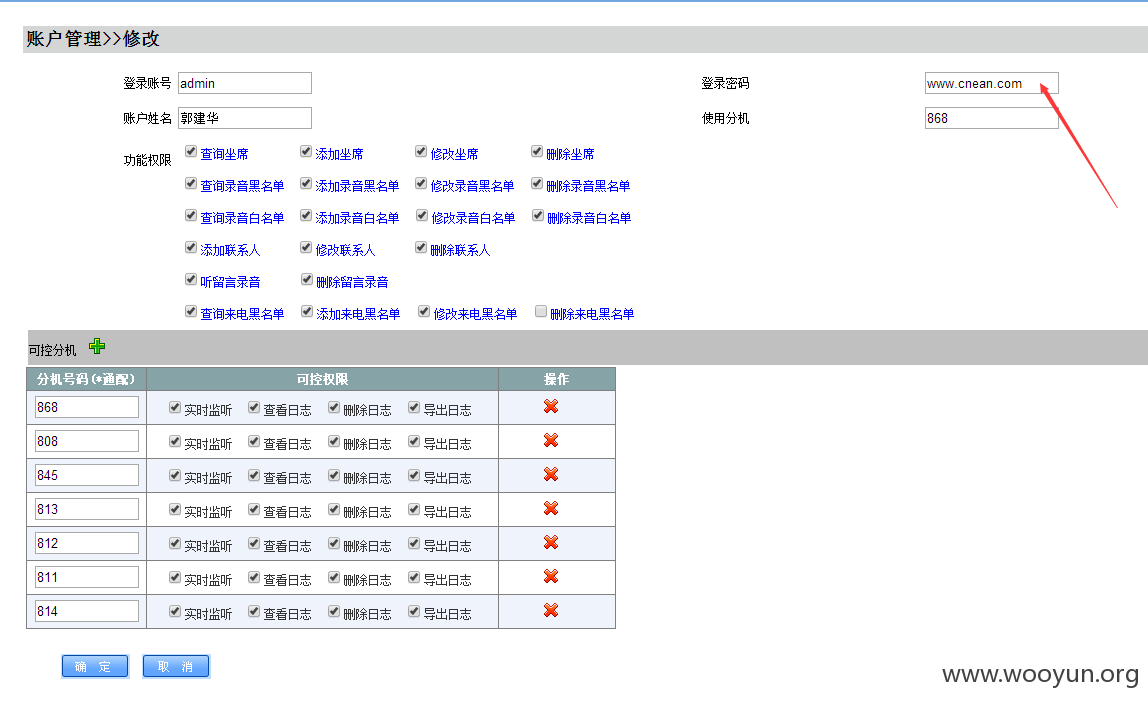 账户管理>>修改
登录账号 admin 登录密码 www.cnean.com
账户姓名 郭建华 使用分机 868
功能权限 查询坐席 添加坐席 修改坐席 删除坐席
查询录音黑名单 添加录音黑名单 修改录音黑名单 删除录音黑名单
查询录音白名单 添加录音白名单 修改录音白名单 删除录音白名单
添加联系人 修改联系人 删除联系人
听留言录音 删除留言录音
查询来电黑名单 添加来电黑名单 修改来电黑名单 删除来电黑名单
可控分机
分机号码(*通配) 可控权限 操作
868 实时监听 查看日志 删除日志 导出日志
808 实时监听 查看日志 删除日志 导出日志
845 实时监听 查看日志 删除日志 导出日志
813 实时监听 查看日志 删除日志 导出日志
812 实时监听 查看日志 删除日志 导出日志
811 实时监听 查看日志 删除日志 导出日志
814 实时监听 查看日志 删除日志 导出日志
确 定 取 消
www.wooyun.org